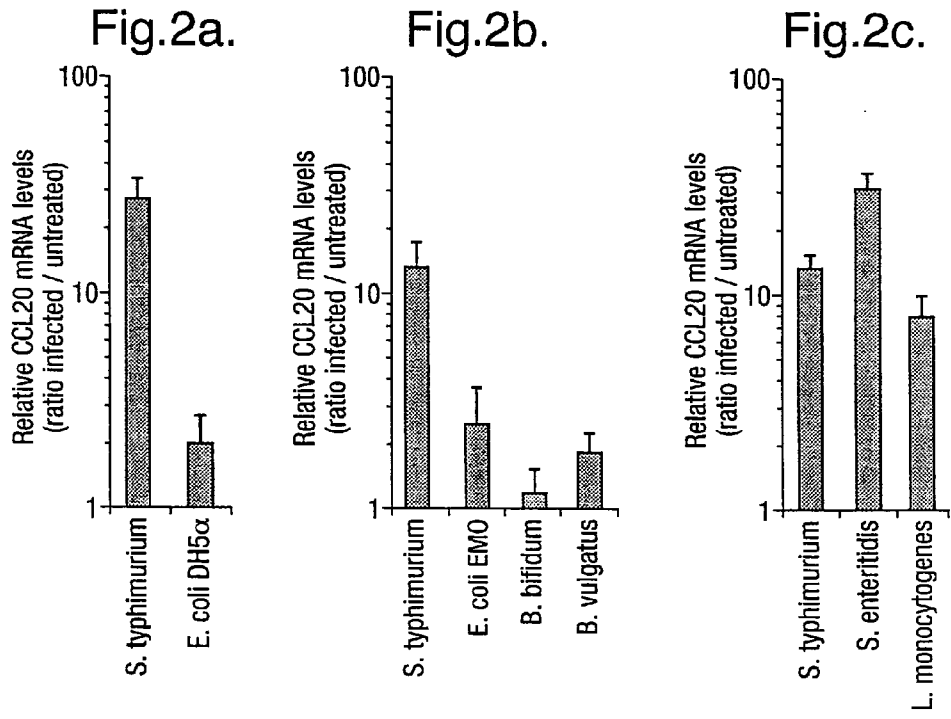 Fig.2a.
Relative CCL20 mRNA levels
(ratio infected / untreated)
100
10
1
S. typhimurium
E. coli DH5α
Fig.2b.
Relative CCL20 mRNA levels
(ratio infected / untreated)
100
10
1
S. typhimurium
E. coli EMO
B. bifidum
B. vulgatus
Fig.2c.
Relative CCL20 mRNA levels
(ratio infected / untreated)
100
10
1
S. typhimurium
S. enteritidis
L. monocytogenes